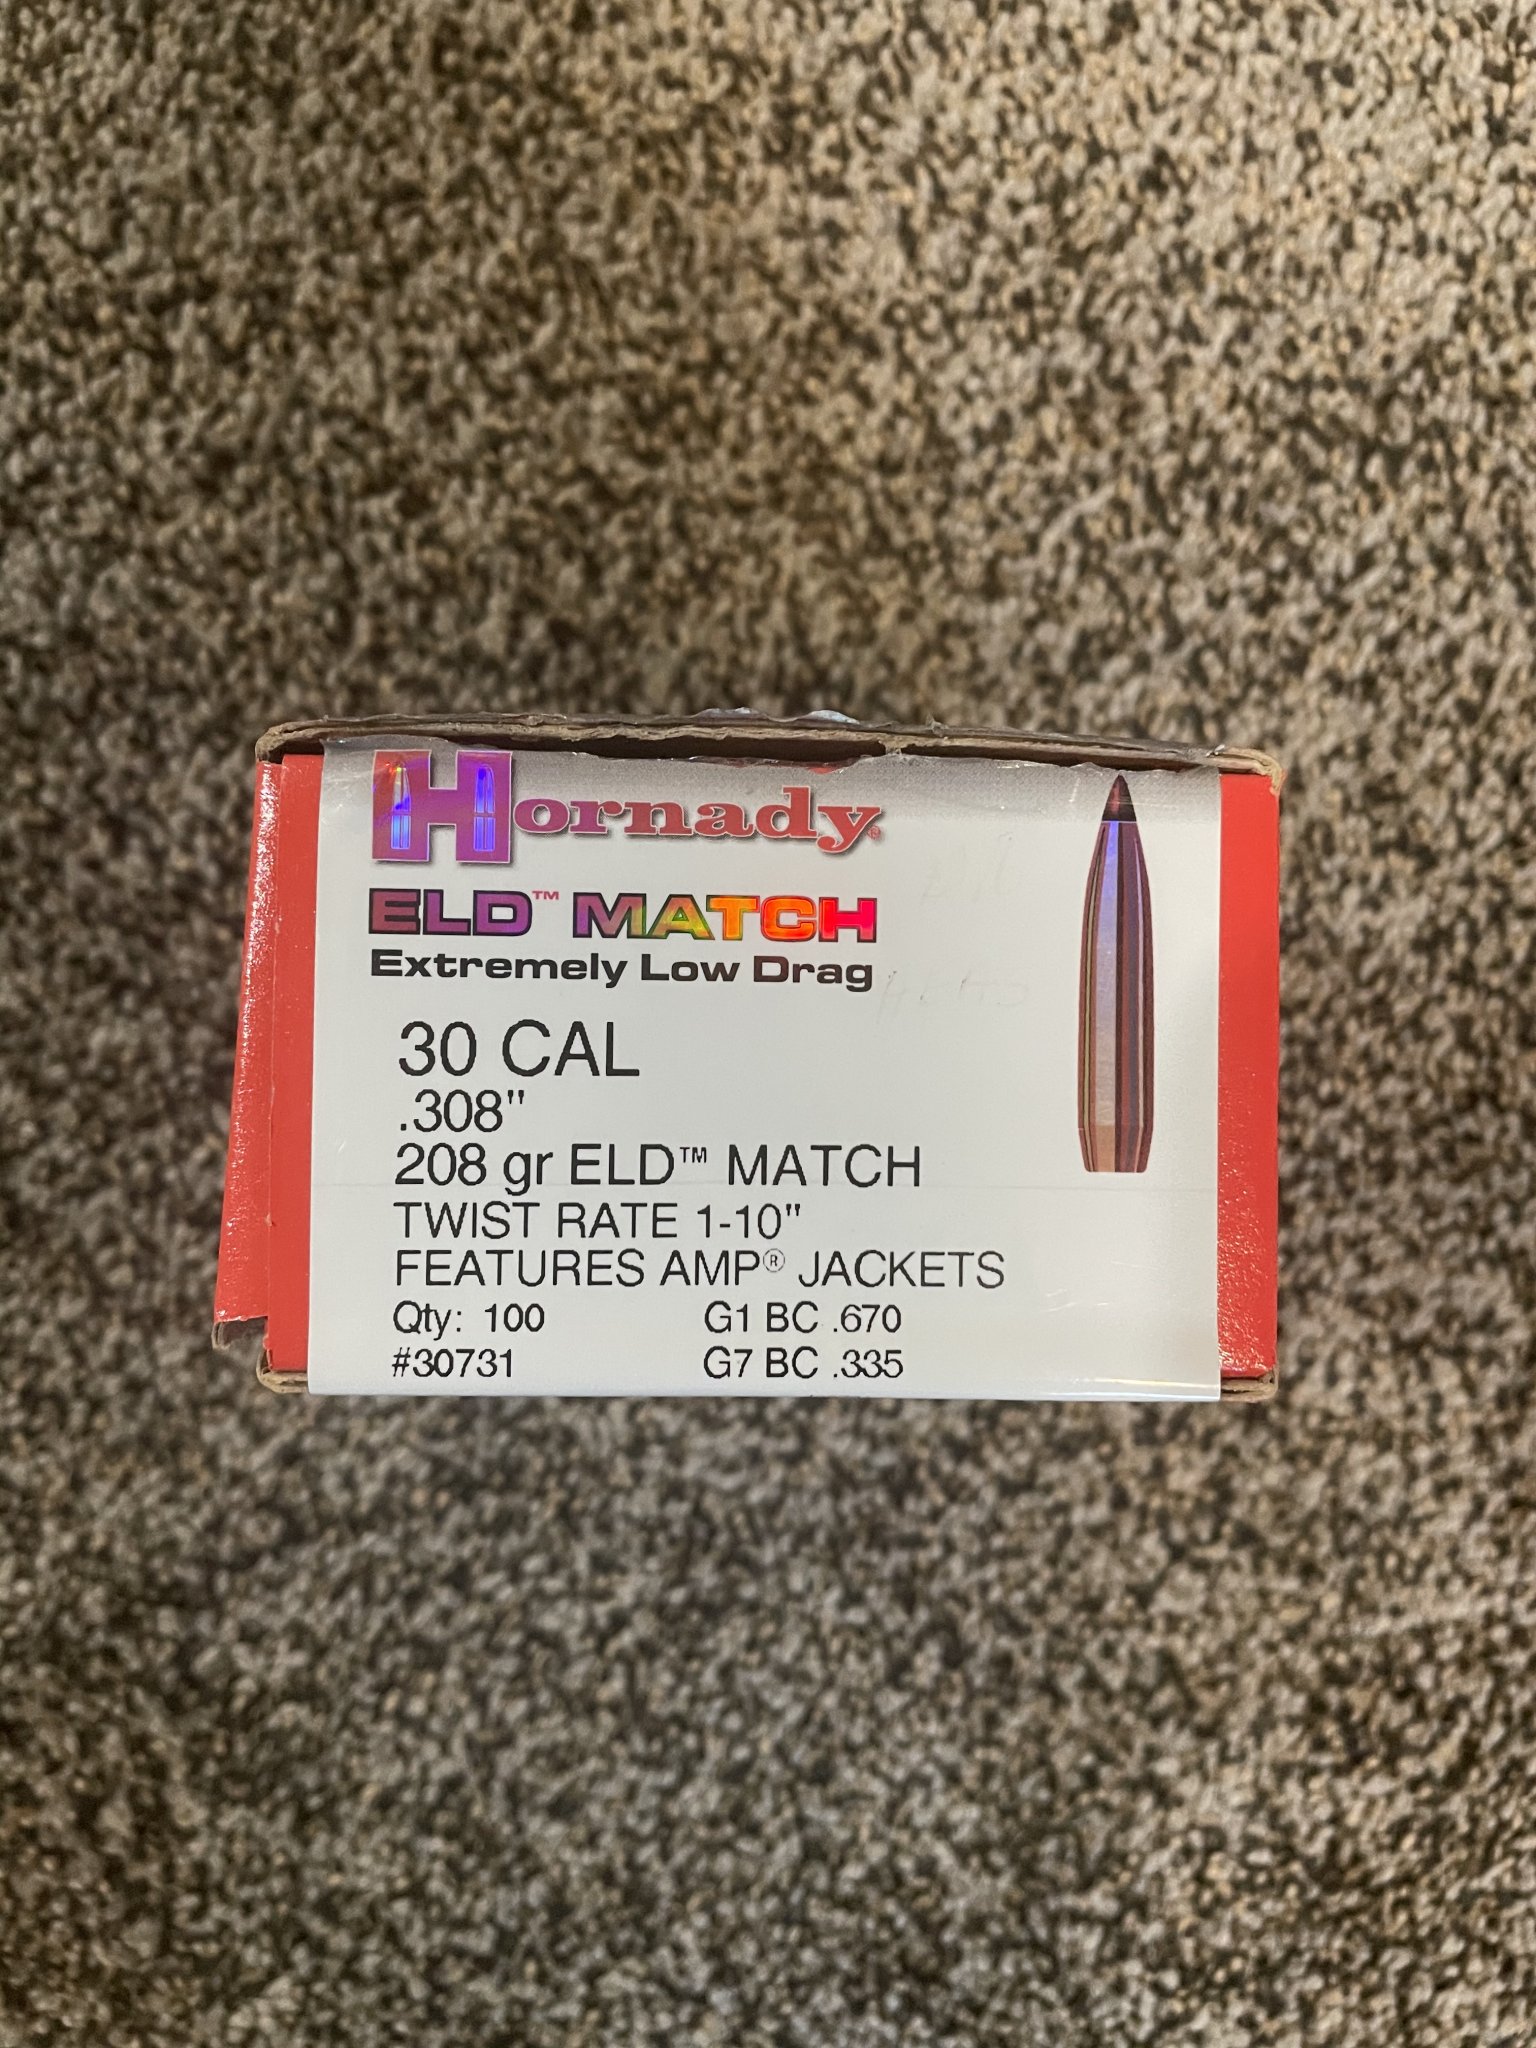 Hornady®
ELD™ MATCH
Extremely Low Drag
30 CAL
.308"
208 gr ELD™ MATCH
TWIST RATE 1-10"
FEATURES AMP® JACKETS
Qty: 100 G1 BC .670
#30731 G7 BC .335